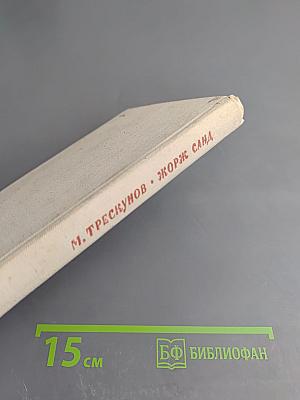 М. ТРЕСКУНОВ · ЖОРЖ САНД
15 см
БФ БИБЛИОФАН